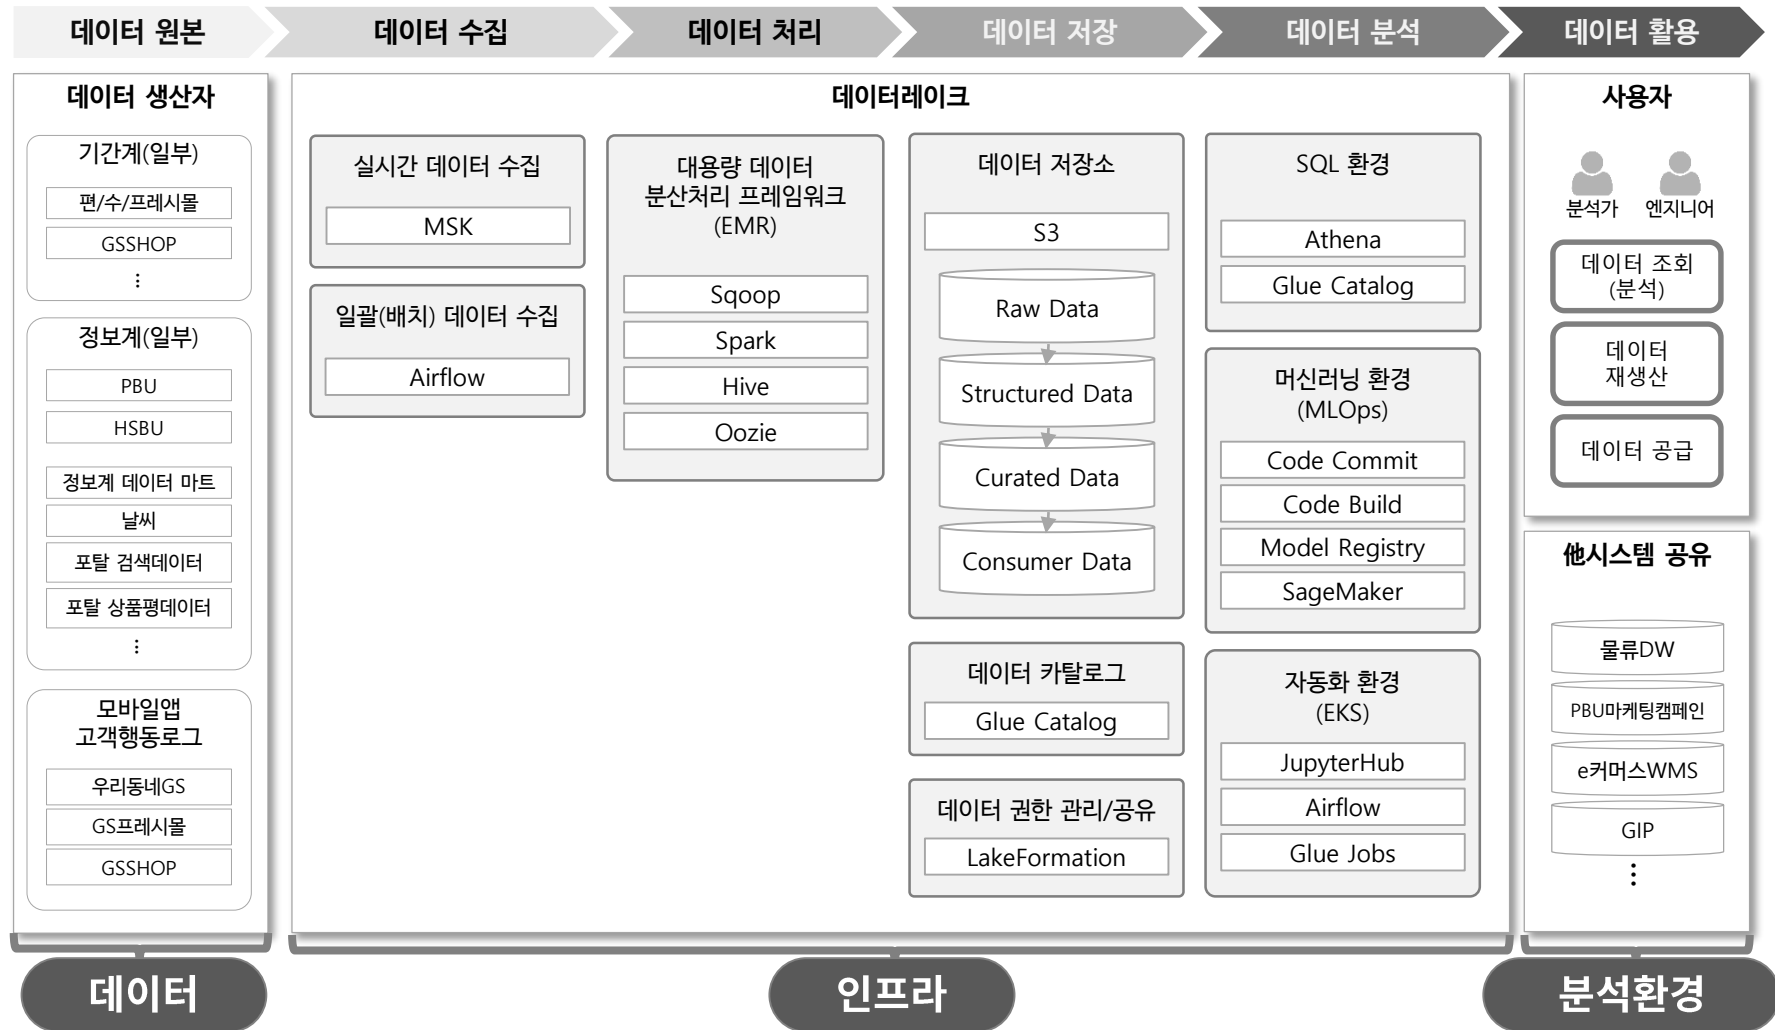 데이터 원본
데이터 수집
데이터 처리
데이터 저장
데이터 분석
데이터 활용
데이터 생산자
기간계(일부)
편/수/프레시몰
GSSHOP
⋮
정보계(일부)
PBU
HSBU
정보계 데이터 마트
날씨
포탈 검색데이터
포탈 상품평데이터
⋮
모바일앱
고객행동로그
우리동네GS
GS프레시몰
GSSHOP
데이터레이크
실시간 데이터 수집
MSK
일괄(배치) 데이터 수집
Airflow
대용량 데이터
분산처리 프레임워크
(EMR)
Sqoop
Spark
Hive
Oozie
데이터 저장소
S3
Raw Data
Structured Data
Curated Data
Consumer Data
데이터 카탈로그
Glue Catalog
데이터 권한 관리/공유
LakeFormation
SQL 환경
Athena
Glue Catalog
머신러닝 환경
(MLOps)
Code Commit
Code Build
Model Registry
SageMaker
자동화 환경
(EKS)
JupyterHub
Airflow
Glue Jobs
사용자
분석가 엔지니어
데이터 조회
(분석)
데이터
재생산
데이터 공급
他시스템 공유
물류DW
PBU마케팅캠페인
e커머스WMS
GIP
⋮
데이터
인프라
분석환경